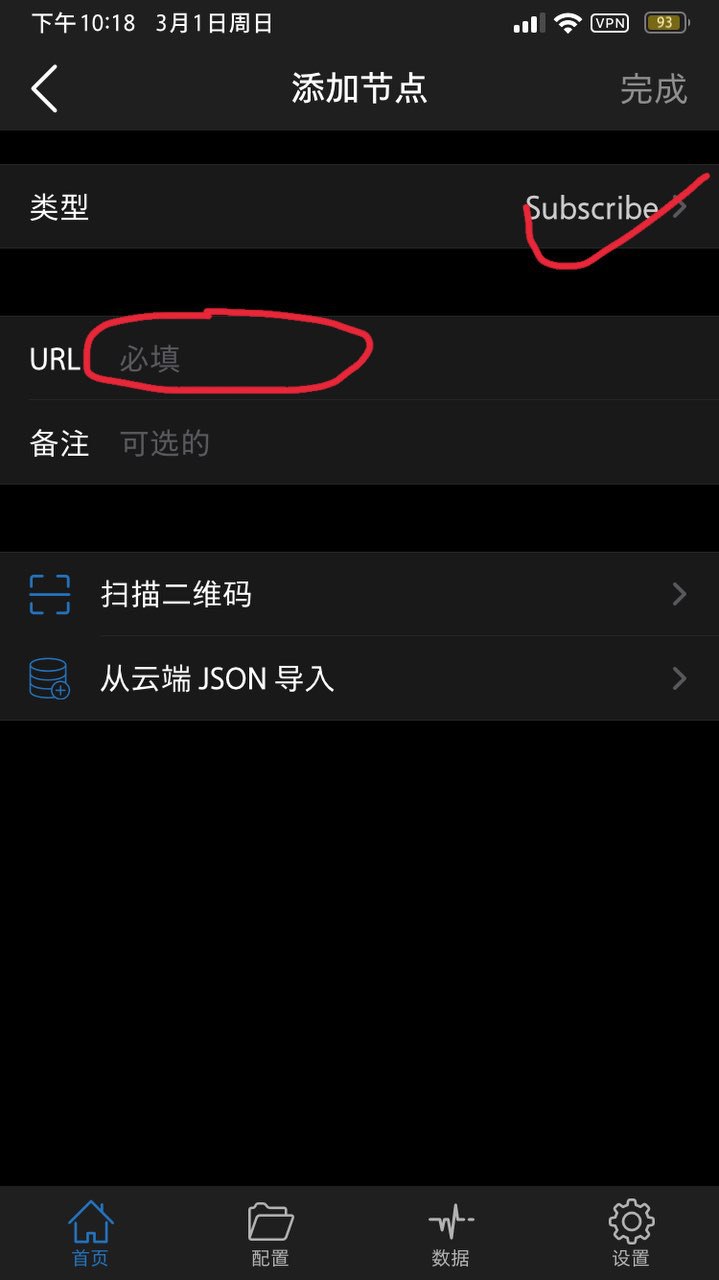 下午10:18 3月1日周日 VPN 93
添加节点 完成
类型 Subscribe
URL 必填
备注 可选的
扫描二维码
从云端 JSON 导入
首页 配置 数据 设置